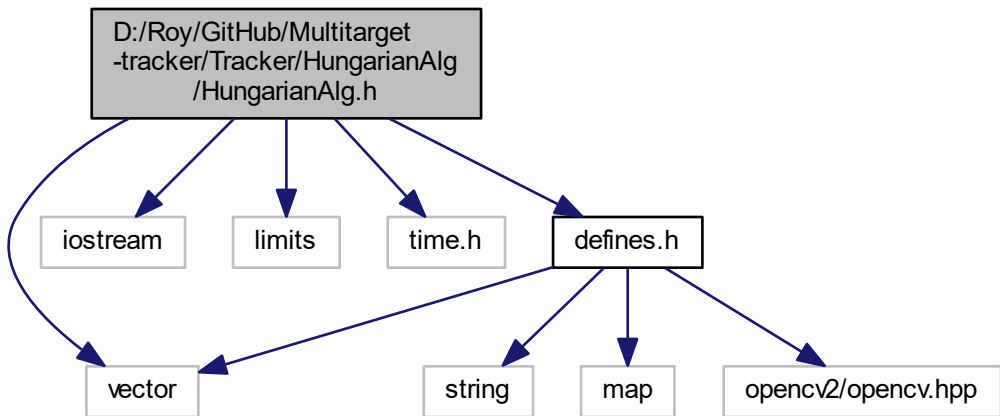 D:/Roy/GitHub/Multitarget
-tracker/Tracker/HungarianAlg
/HungarianAlg.h
iostream
limits
time.h
defines.h
vector
string
map
opencv2/opencv.hpp